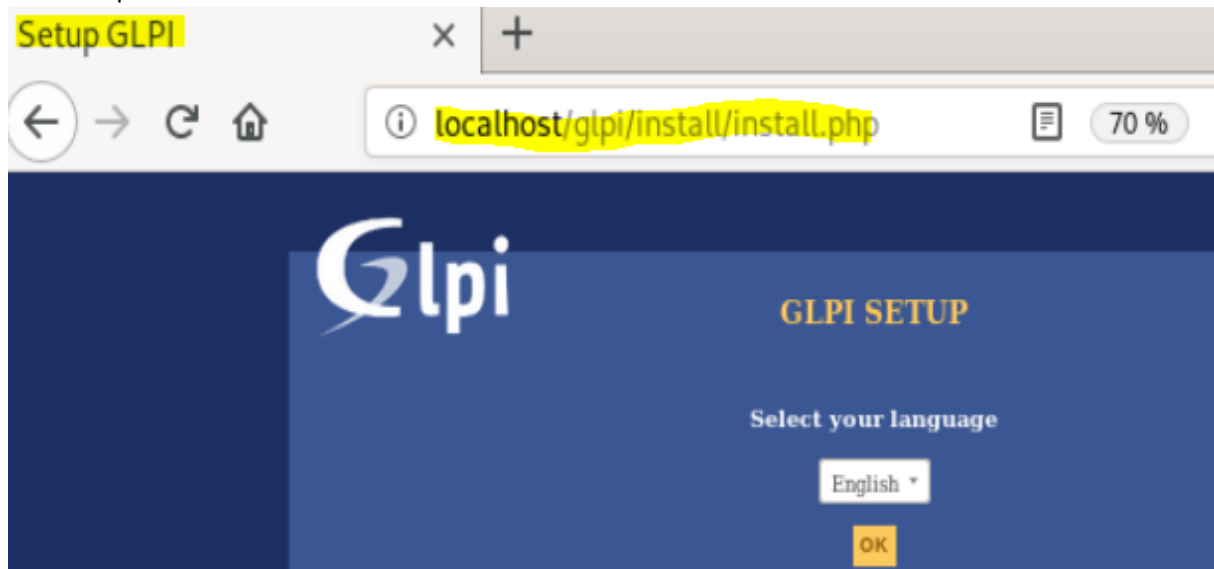 Setup GLPI
localhost/glpi/install/install.php
70 %
Glpi
GLPI SETUP
Select your language
English
OK